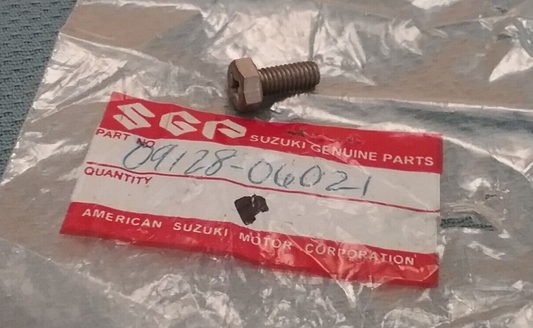 SGP SUZUKI GENUINE PARTS
PART NO. 09128-06021
QUANTITY
AMERICAN SUZUKI MOTOR CORPORATION